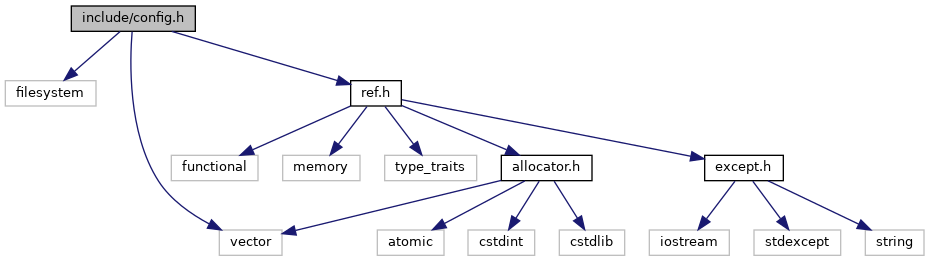 include/config.h
filesystem
ref.h
functional
memory
type_traits
allocator.h
except.h
vector
atomic
cstdint
cstdlib
iostream
stdexcept
string